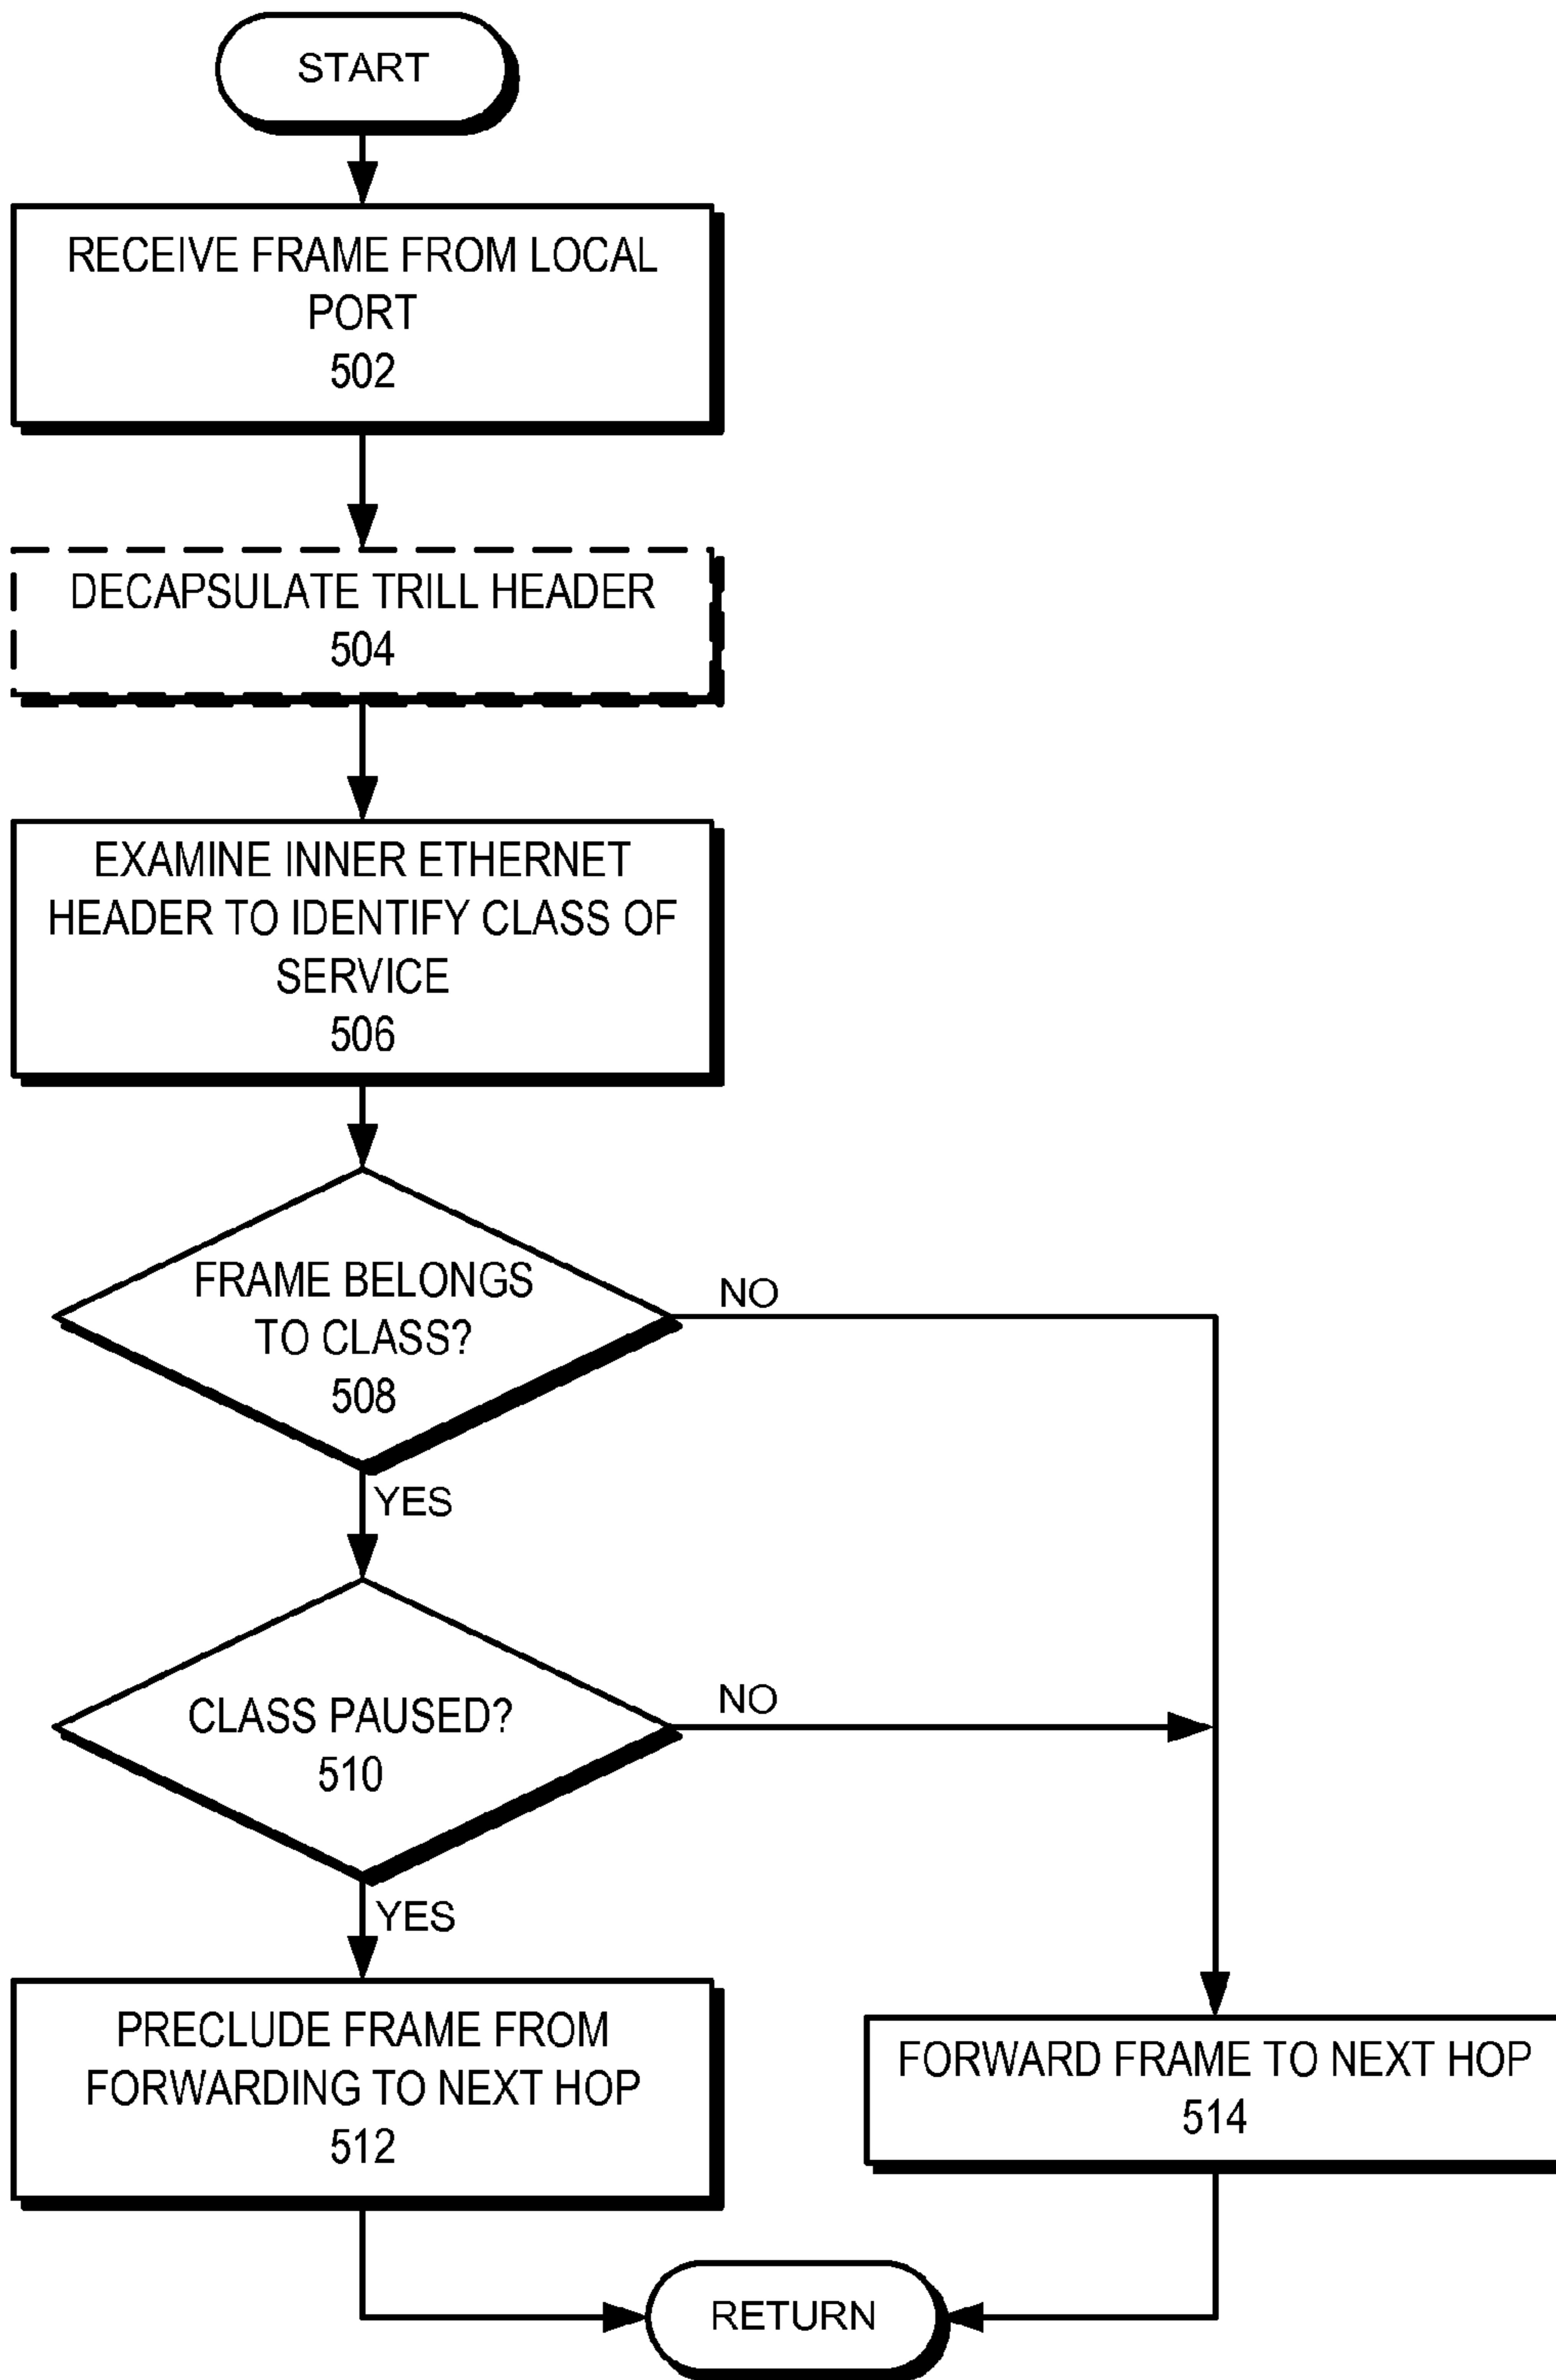 START
RECEIVE FRAME FROM LOCAL
PORT
502
DECAPSULATE TRILL HEADER
504
EXAMINE INNER ETHERNET
HEADER TO IDENTIFY CLASS OF
SERVICE
506
FRAME BELONGS
TO CLASS?
508
NO
YES
CLASS PAUSED?
510
NO
YES
PRECLUDE FRAME FROM
FORWARDING TO NEXT HOP
512
FORWARD FRAME TO NEXT HOP
514
RETURN